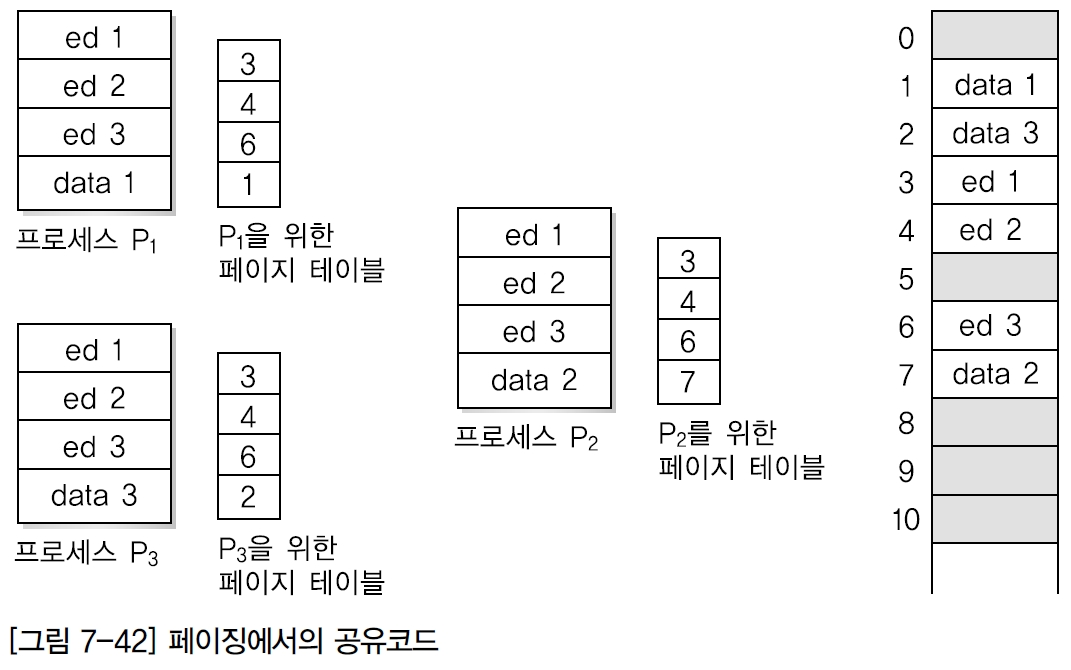 ed 1
ed 2
ed 3
data 1
프로세스 P₁
3
4
6
1
P₁을 위한
페이지 테이블
ed 1
ed 2
ed 3
data 2
프로세스 P₂
3
4
6
7
P₂를 위한
페이지 테이블
ed 1
ed 2
ed 3
data 3
프로세스 P₃
3
4
6
2
P₃을 위한
페이지 테이블
0
1 data 1
2 data 3
3 ed 1
4 ed 2
5
6 ed 3
7 data 2
8
9
10
[그림 7-42] 페이징에서의 공유코드